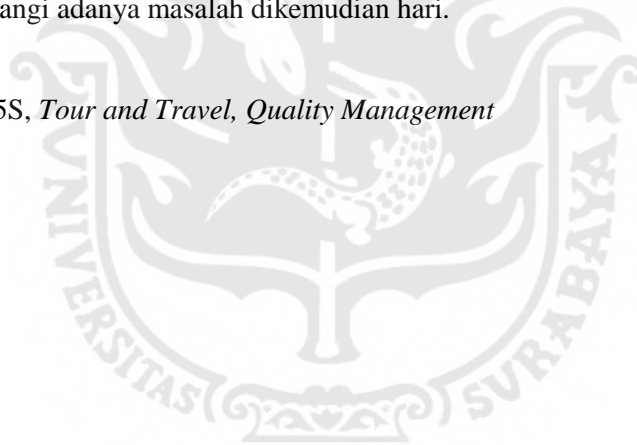 angi adanya masalah dikemudian hari.
5S, Tour and Travel, Quality Management
UNIVERSITAS SURABAYA